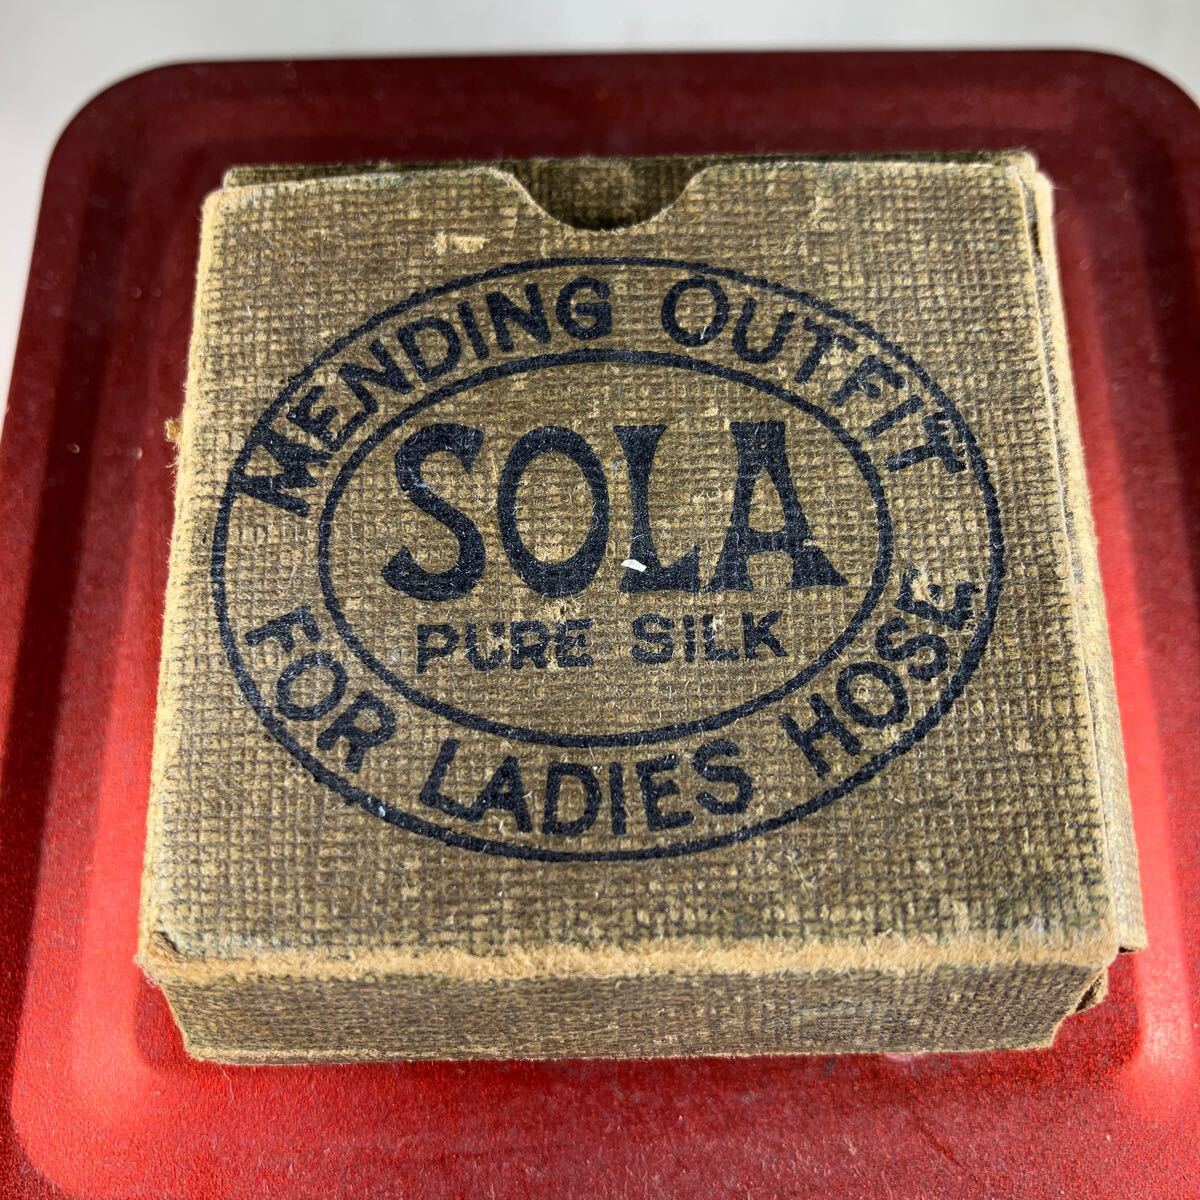 MENDING OUTFIT
SOLA
PURE SILK
FOR LADIES HOSE